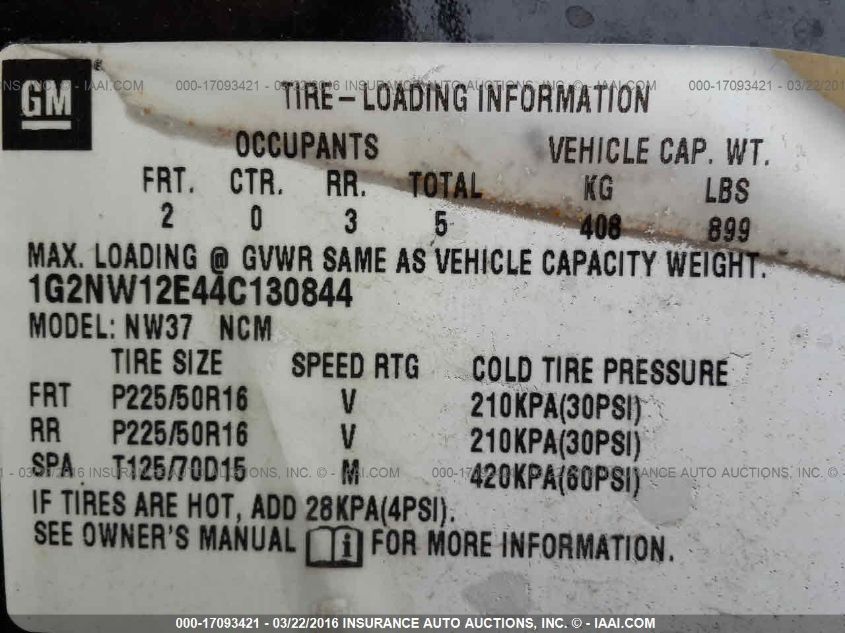 GM
TIRE-LOADING INFORMATION
OCCUPANTS VEHICLE CAP. WT.
FRT. CTR. RR. TOTAL KG LBS
2 0 3 5 408 899
MAX. LOADING @ GVWR SAME AS VEHICLE CAPACITY WEIGHT.
1G2NW12E44C130844
MODEL: NW37 NCM
TIRE SIZE SPEED RTG COLD TIRE PRESSURE
FRT P225/50R16 V 210KPA(30PSI)
RR P225/50R16 V 210KPA(30PSI)
SPA T125/70D15 M 420KPA(60PSI)
IF TIRES ARE HOT, ADD 28KPA(4PSI).
SEE OWNER'S MANUAL i FOR MORE INFORMATION.
000-17093421 - 03/22/2016 INSURANCE AUTO AUCTIONS, INC. © - IAAI.COM